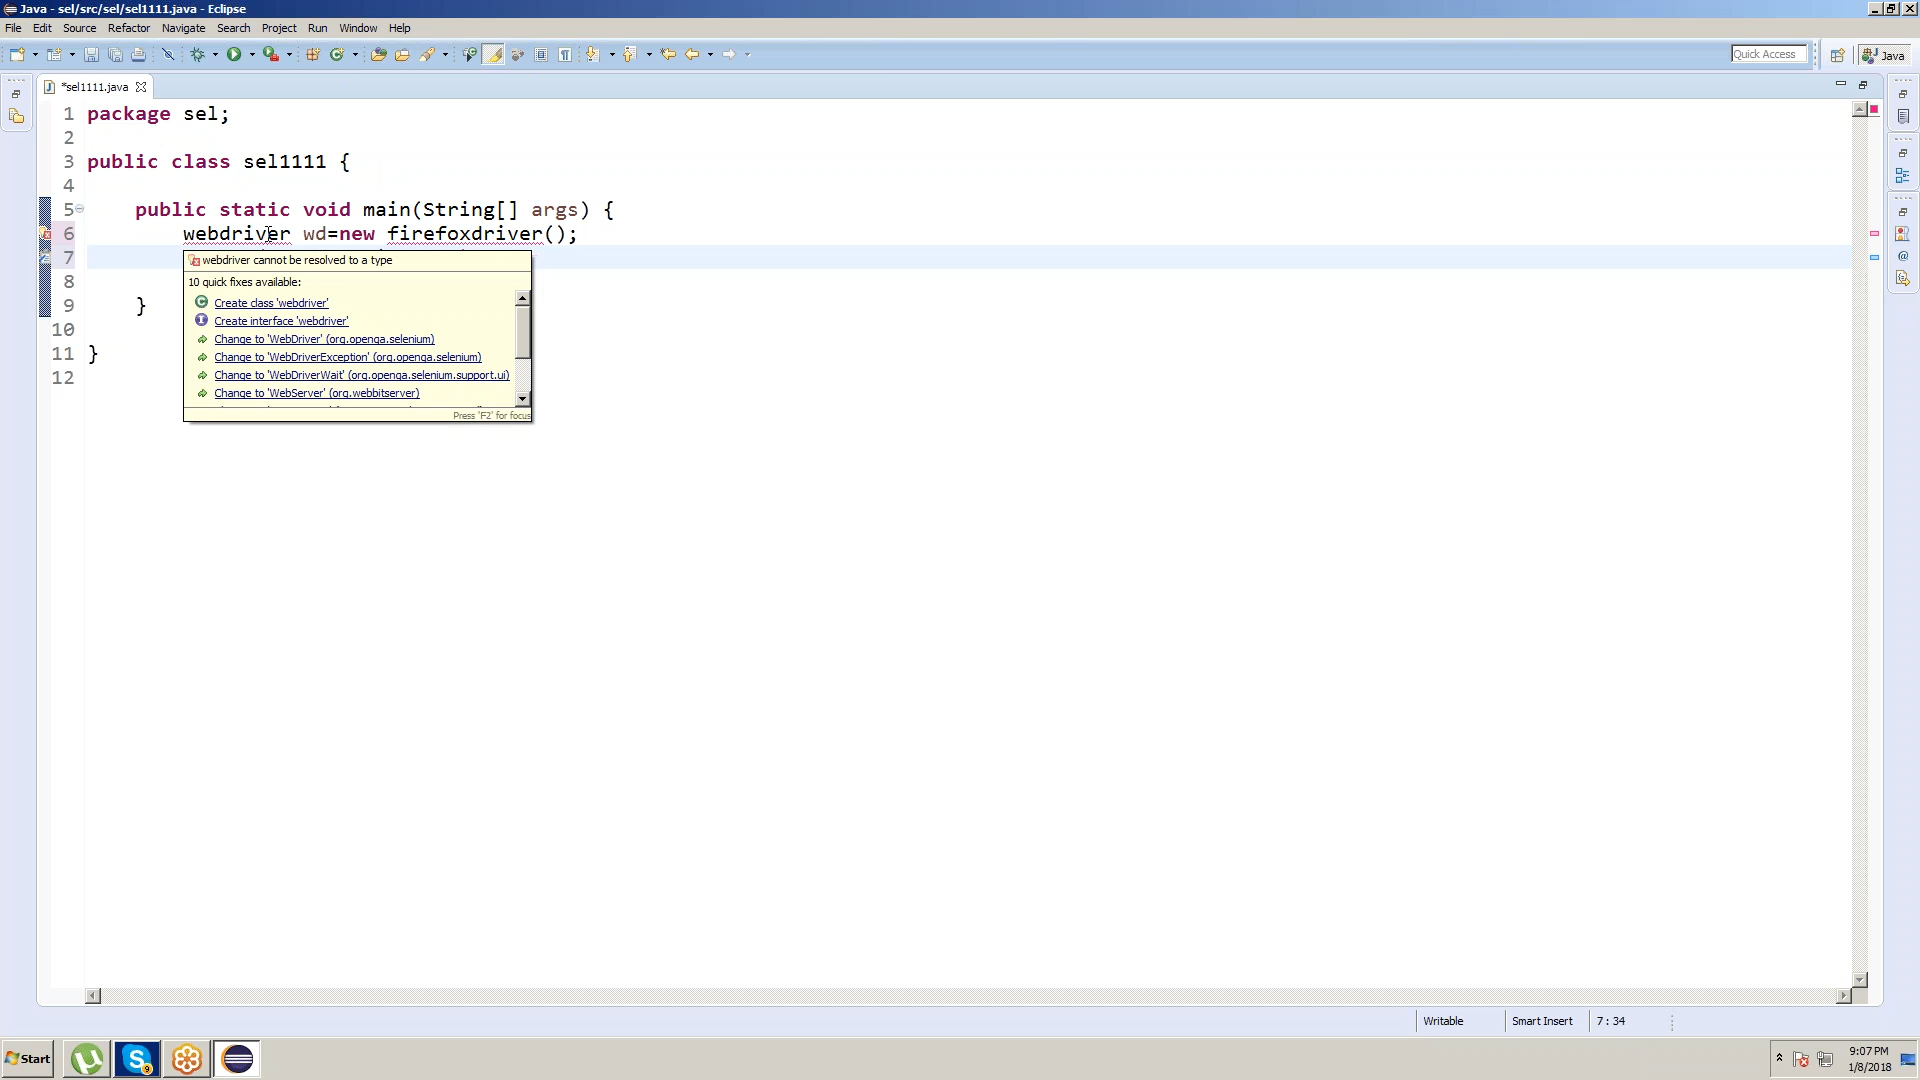 Java - sel/src/sel/sel1111.java - Eclipse
File Edit Source Refactor Navigate Search Project Run Window Help
Quick Access
Java
*sel1111.java
1 package sel;
2
3 public class sel1111 {
4
5 public static void main(String[] args) {
6 webdriver wd=new firefoxdriver();
7
webdriver cannot be resolved to a type
8
10 quick fixes available:
9 }
Create class 'webdriver'
Create interface 'webdriver'
10
Change to 'WebDriver' (org.openqa.selenium)
11 }
Change to 'WebDriverException' (org.openqa.selenium)
12
Change to 'WebDriverWait' (org.openqa.selenium.support.ui)
Change to 'WebServer' (org.webbitserver)
Press 'F2' for focus
Writable Smart Insert 7 : 34
Start
9
9:07 PM
1/8/2018